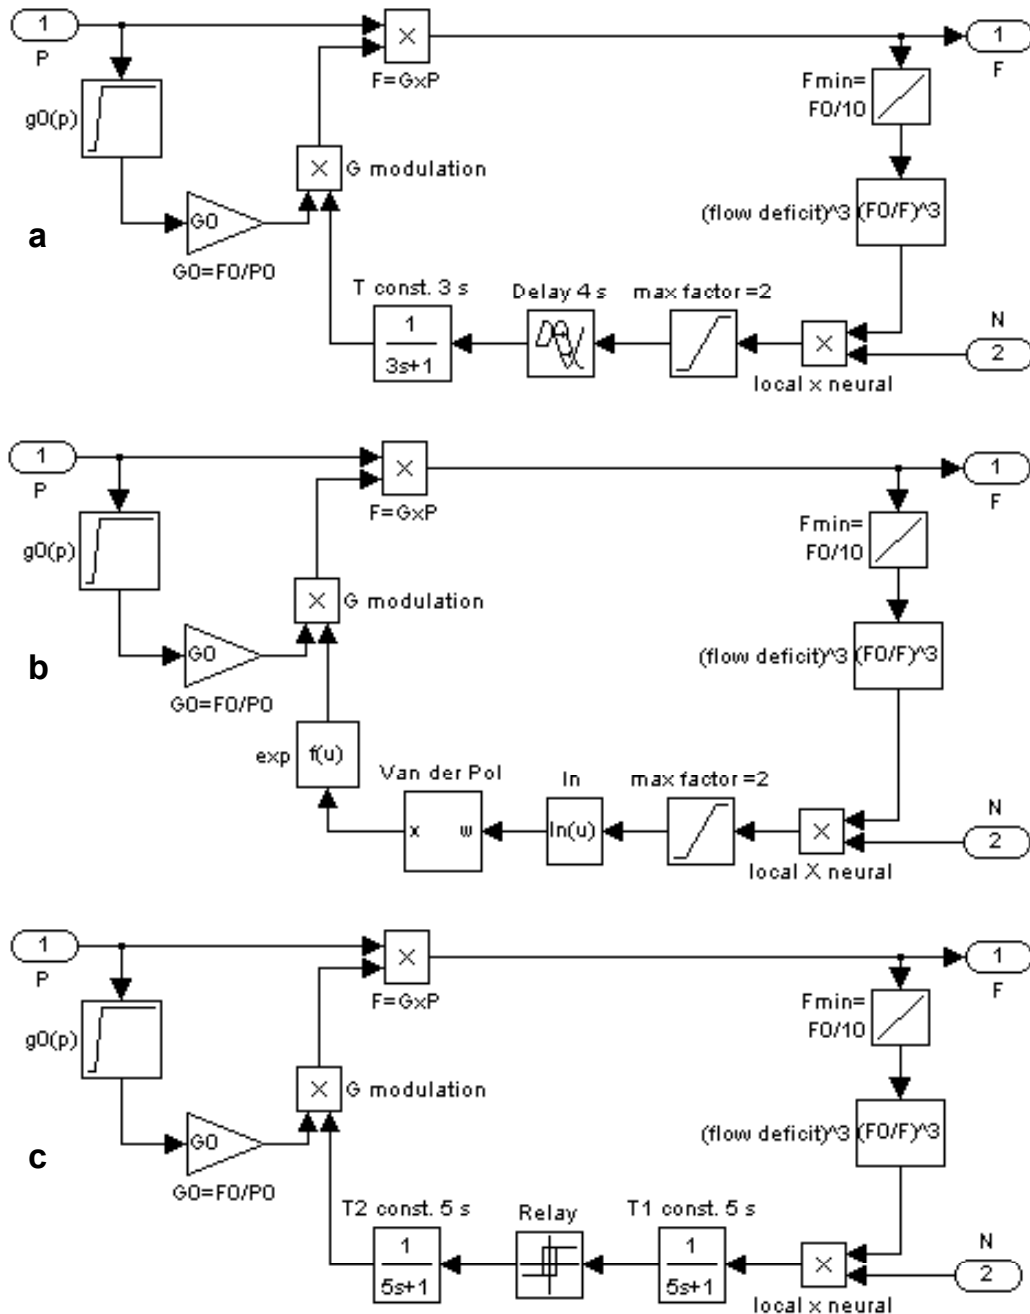 1
P
g0(p)
G0
G0=F0/P0
×
F=GxP
×
G modulation
1
F
Fmin=
F0/10
(flow deficit)^3
(F0/F)^3
a
T const. 3 s
1
3s+1
Delay 4 s
max factor =2
×
local x neural
N
2
1
P
g0(p)
G0
G0=F0/P0
×
F=GxP
×
G modulation
1
F
Fmin=
F0/10
(flow deficit)^3
(F0/F)^3
b
exp
f(u)
Van der Pol
x w
ln
ln(u)
max factor =2
×
local X neural
N
2
1
P
g0(p)
G0
G0=F0/P0
×
F=GxP
×
G modulation
1
F
Fmin=
F0/10
(flow deficit)^3
(F0/F)^3
c
T2 const. 5 s
1
5s+1
Relay
T1 const. 5 s
1
5s+1
×
local x neural
N
2